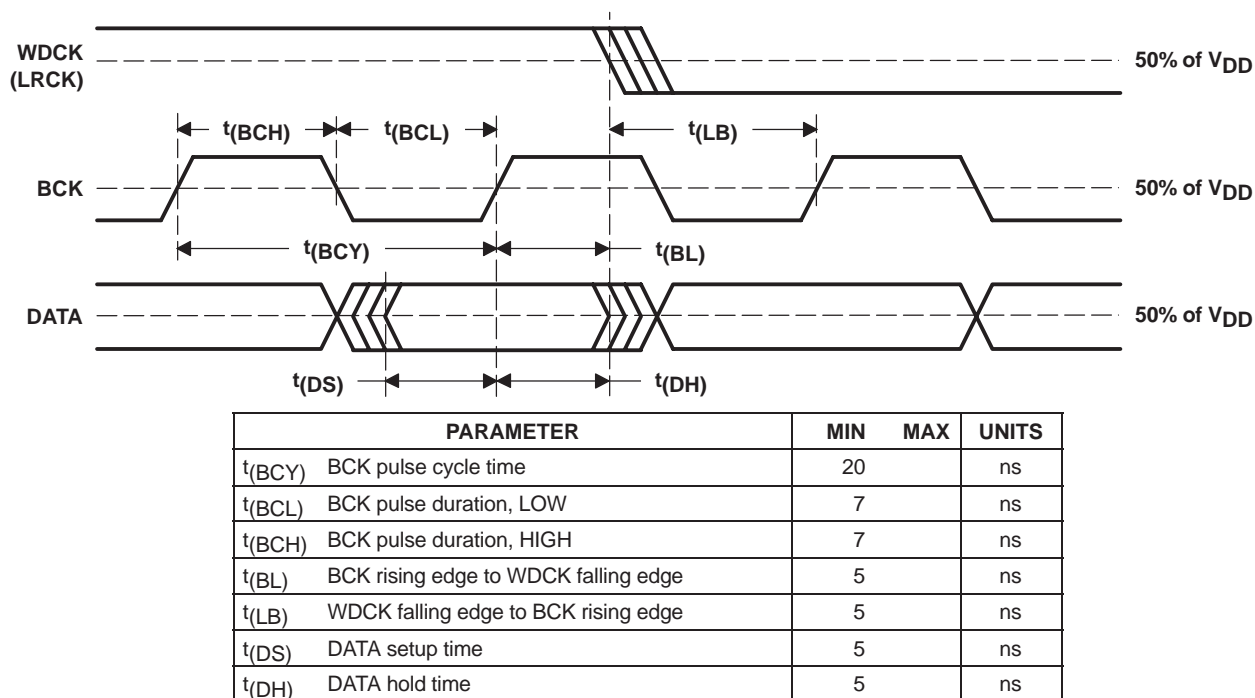 WDCK
(LRCK)
50% of VDD
t(BCH)
t(BCL)
t(LB)
BCK
50% of VDD
t(BCY)
t(BL)
DATA
50% of VDD
t(DS)
t(DH)
PARAMETER MIN MAX UNITS
t(BCY) BCK pulse cycle time 20 ns
t(BCL) BCK pulse duration, LOW 7 ns
t(BCH) BCK pulse duration, HIGH 7 ns
t(BL) BCK rising edge to WDCK falling edge 5 ns
t(LB) WDCK falling edge to BCK rising edge 5 ns
t(DS) DATA setup time 5 ns
t(DH) DATA hold time 5 ns